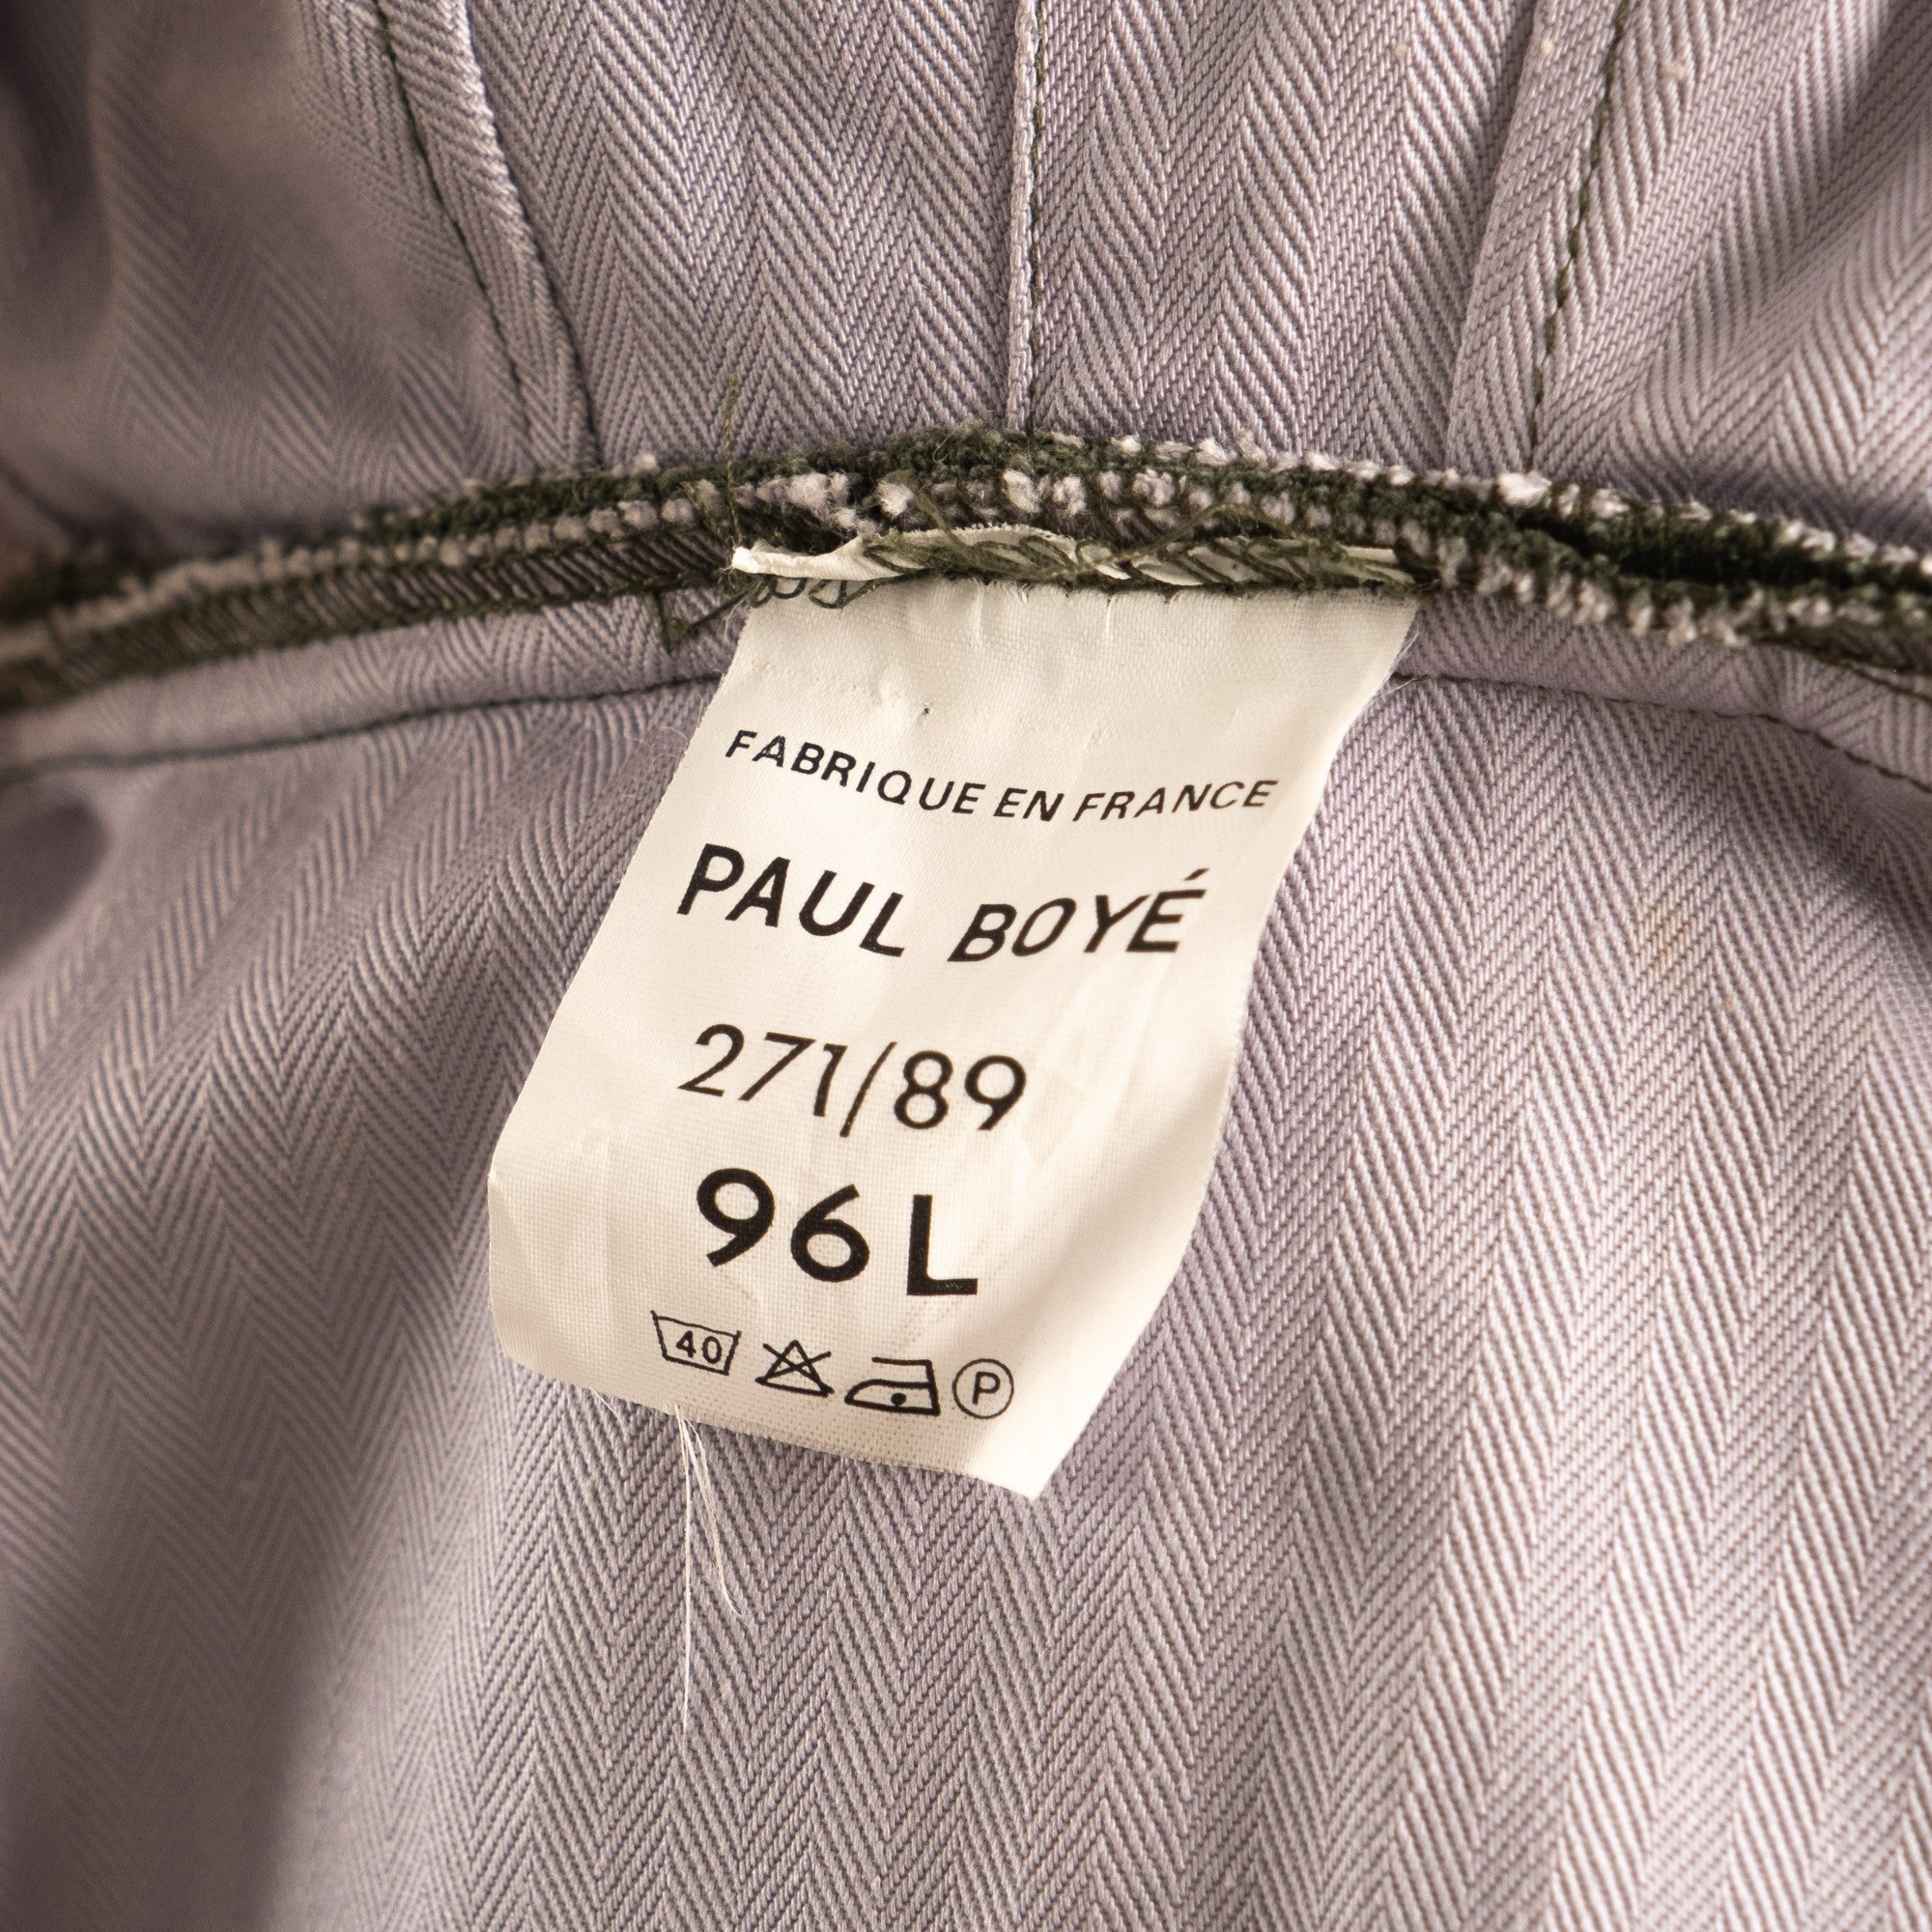 FABRIQUE EN FRANCE
PAUL BOYÉ
271/89
96L
40 P